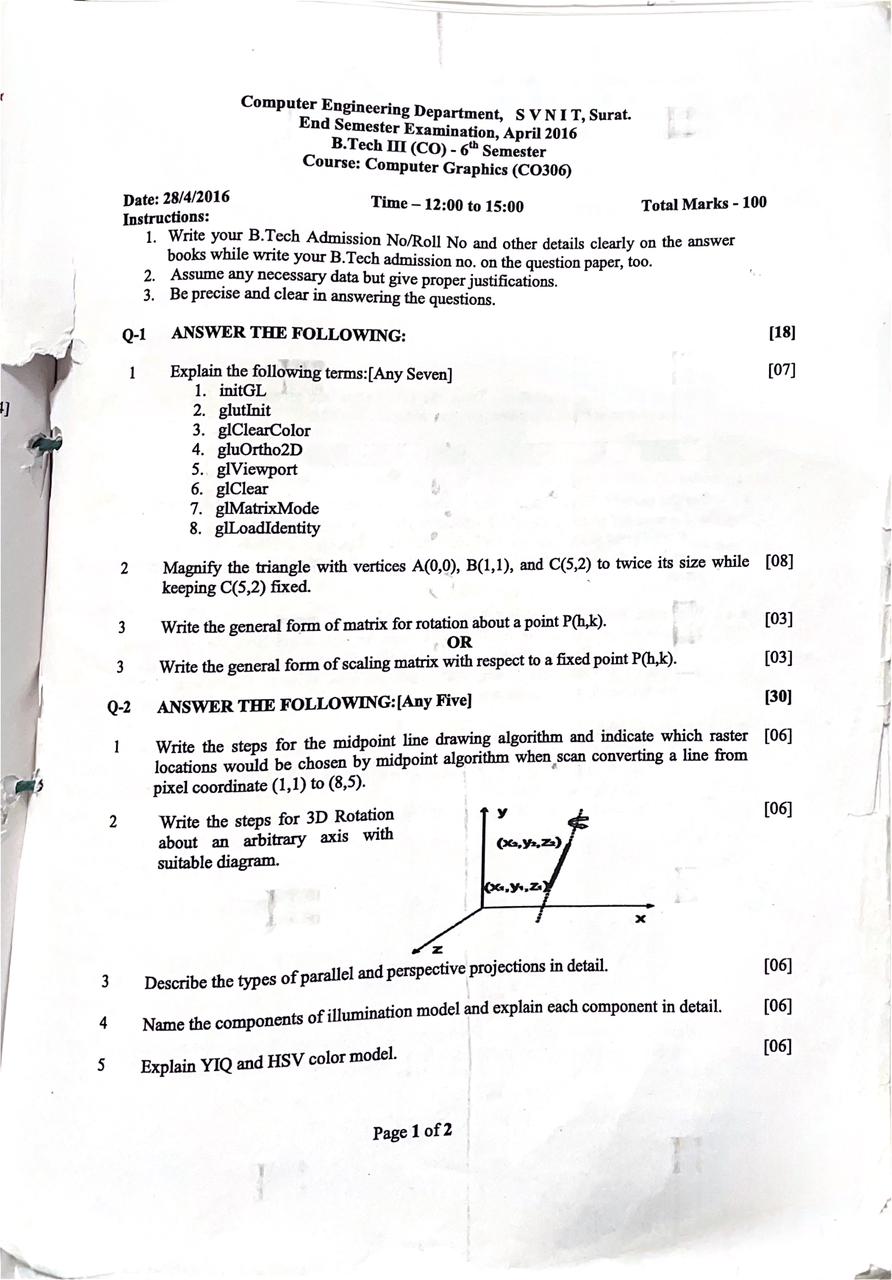 Computer Engineering Department, S V N I T, Surat.
End Semester Examination, April 2016
B.Tech III (CO) - 6th Semester
Course: Computer Graphics (CO306)
Date: 28/4/2016 Time – 12:00 to 15:00 Total Marks - 100
Instructions:
1. Write your B.Tech Admission No/Roll No and other details clearly on the answer
books while write your B.Tech admission no. on the question paper, too.
2. Assume any necessary data but give proper justifications.
3. Be precise and clear in answering the questions.
Q-1 ANSWER THE FOLLOWING: [18]
1 Explain the following terms:[Any Seven] [07]
1. initGL
2. glutInit
3. glClearColor
4. gluOrtho2D
5. glViewport
6. glClear
7. glMatrixMode
8. glLoadIdentity
2 Magnify the triangle with vertices A(0,0), B(1,1), and C(5,2) to twice its size while [08]
keeping C(5,2) fixed.
3 Write the general form of matrix for rotation about a point P(h,k). [03]
OR
3 Write the general form of scaling matrix with respect to a fixed point P(h,k). [03]
Q-2 ANSWER THE FOLLOWING:[Any Five] [30]
1 Write the steps for the midpoint line drawing algorithm and indicate which raster [06]
locations would be chosen by midpoint algorithm when scan converting a line from
pixel coordinate (1,1) to (8,5).
2 Write the steps for 3D Rotation [06]
about an arbitrary axis with
suitable diagram.
Y
(x₂,y₂,z₂)
(x₁,y₁,z₁)
X
Z
3 Describe the types of parallel and perspective projections in detail. [06]
4 Name the components of illumination model and explain each component in detail. [06]
5 Explain YIQ and HSV color model. [06]
Page 1 of 2